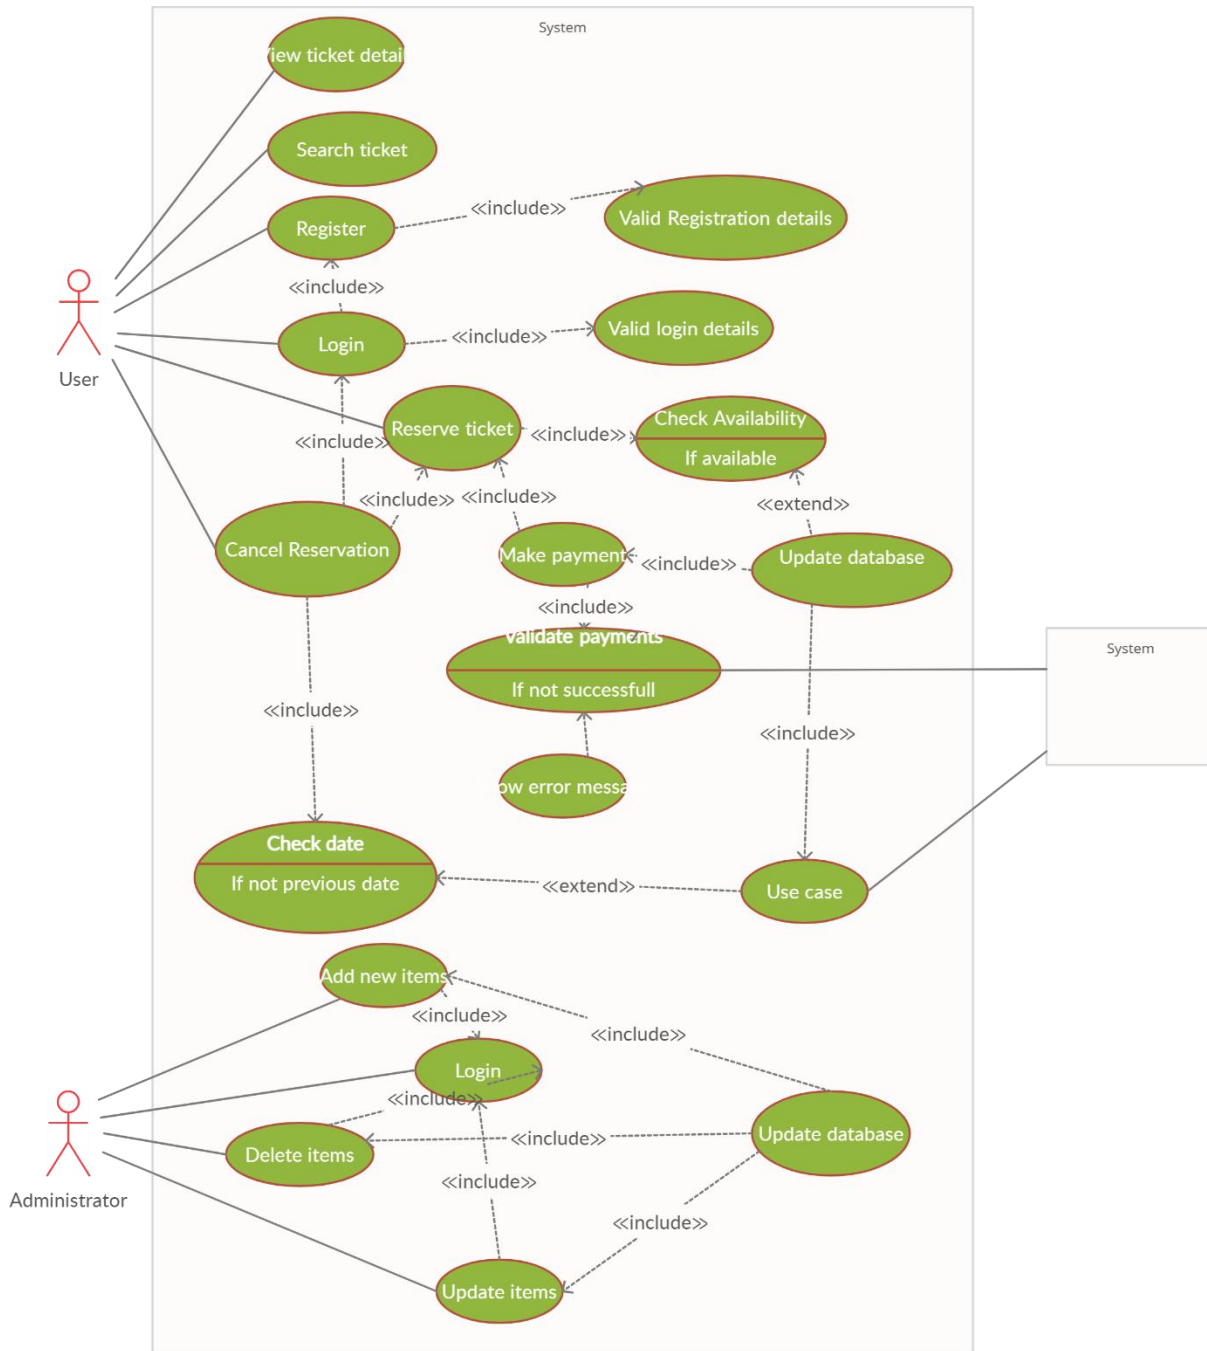 System
View ticket detail
Search ticket
<<include>>
Valid Registration details
Register
<<include>>
Login
<<include>>
Valid login details
User
Reserve ticket
<<include>>
Check Availability
If available
<<include>>
<<include>>
<<include>>
<<extend>>
Cancel Reservation
Make payment
<<include>>
Update database
<<include>>
Validate payments
If not successfull
System
<<include>>
<<include>>
ow error messa
Check date
If not previous date
<<extend>>
Use case
Add new items
<<include>>
<<include>>
Login
<<include>>
Update database
<<include>>
Delete items
Administrator
<<include>>
<<include>>
Update items